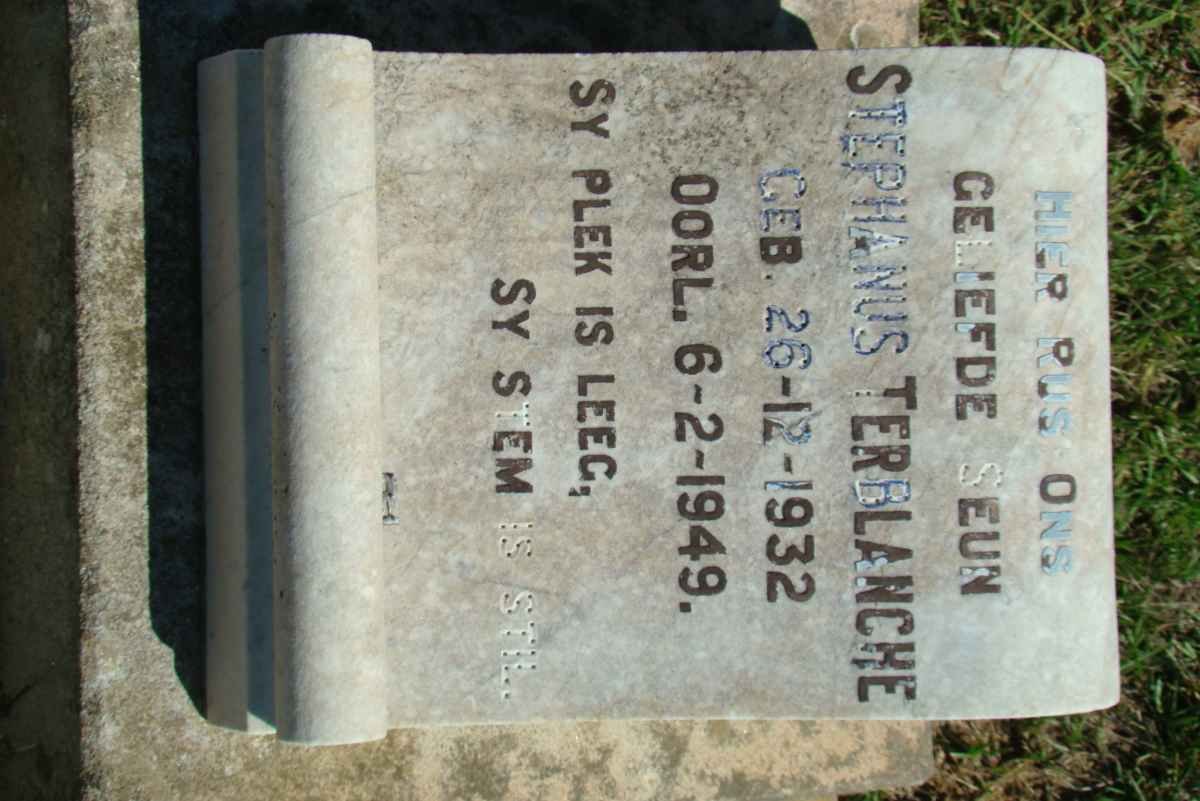 HIER RUS ONS
GELIEFDE SEUN
STEPHANUS TERBLANCHE
GEB. 26-12-1932
OORL. 6-2-1949.
SY PLEK IS LEEG,
SY STEM IS STIL.